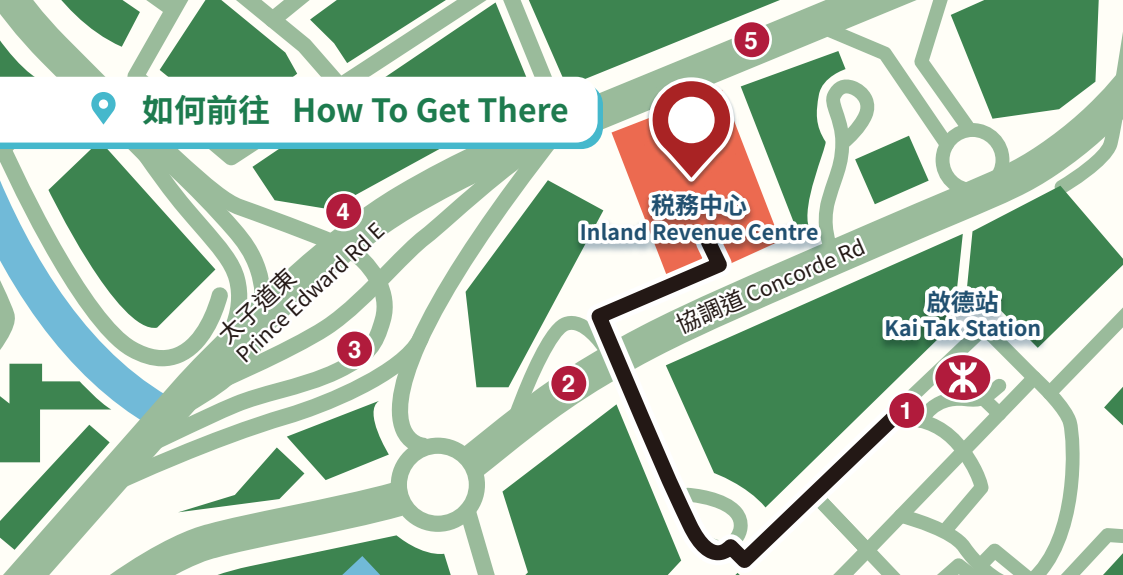 5
如何前往 How To Get There
4
税務中心
Inland Revenue Centre
太子道東
Prince Edward Rd E
協調道 Concorde Rd
啟德站
Kai Tak Station
3
2
1